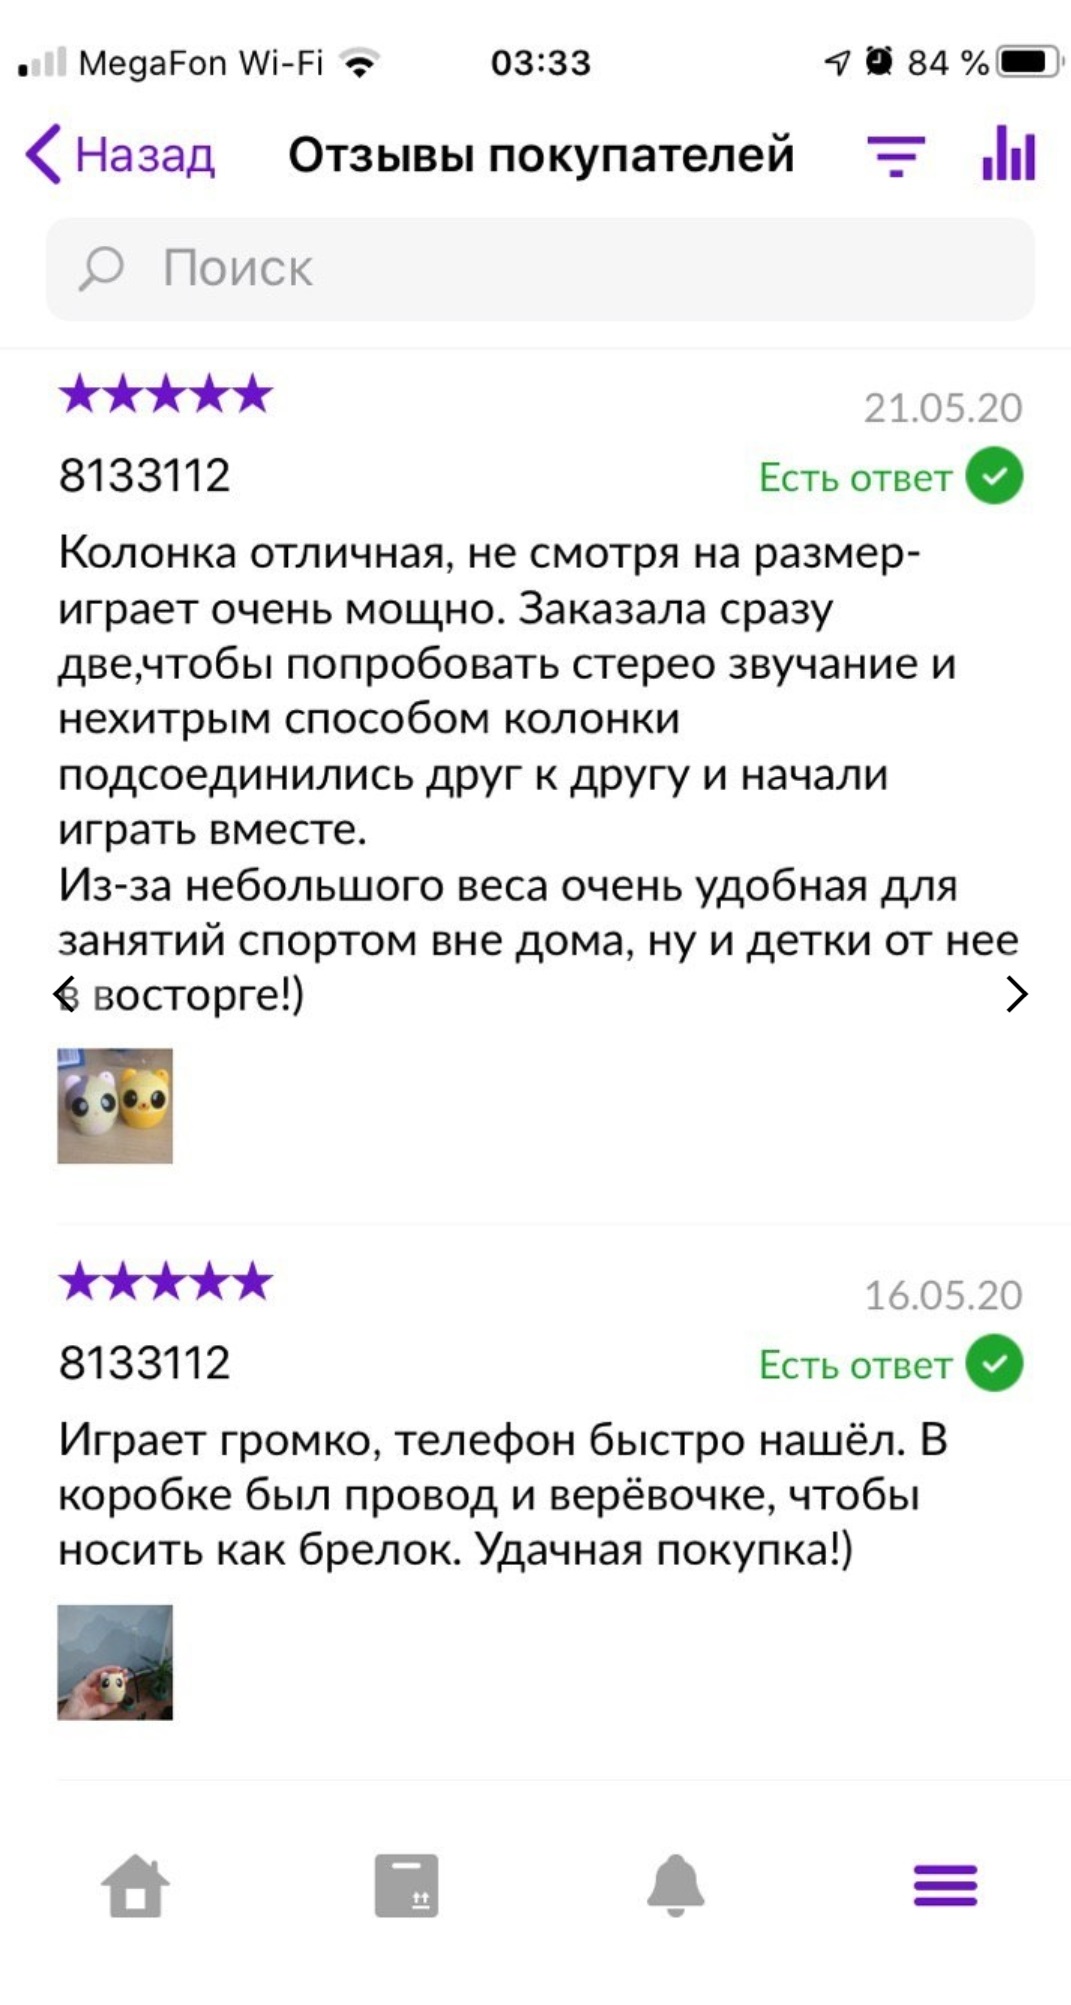 MegaFon Wi-Fi 03:33 84 %
Назад Отзывы покупателей
Поиск
21.05.20
8133112 Есть ответ
Колонка отличная, не смотря на размер-
играет очень мощно. Заказала сразу
две,чтобы попробовать стерео звучание и
нехитрым способом колонки
подсоединились друг к другу и начали
играть вместе.
Из-за небольшого веса очень удобная для
занятий спортом вне дома, ну и детки от нее
в восторге!)
16.05.20
8133112 Есть ответ
Играет громко, телефон быстро нашёл. В
коробке был провод и верёвочке, чтобы
носить как брелок. Удачная покупка!)